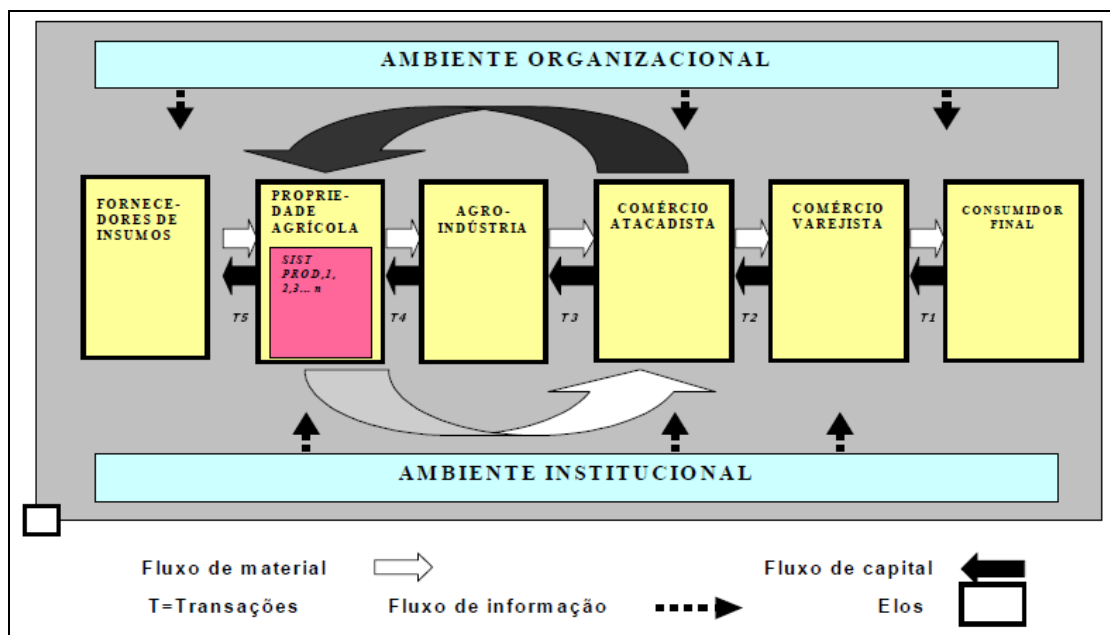 AMBIENTE ORGANIZACIONAL
FORNECE-
DORES DE
INSUMOS
PROPRIE-
DADE
AGRÍCOLA
SIST
PROD,1,
2,3... n
AGRO-
INDÚSTRIA
COMÉRCIO
ATACADISTA
COMÉRCIO
VAREJISTA
CONSUMIDOR
FINAL
T5
T4
T3
T2
T1
AMBIENTE INSTITUCIONAL
Fluxo de material
Fluxo de capital
T=Transações
Fluxo de informação
Elos